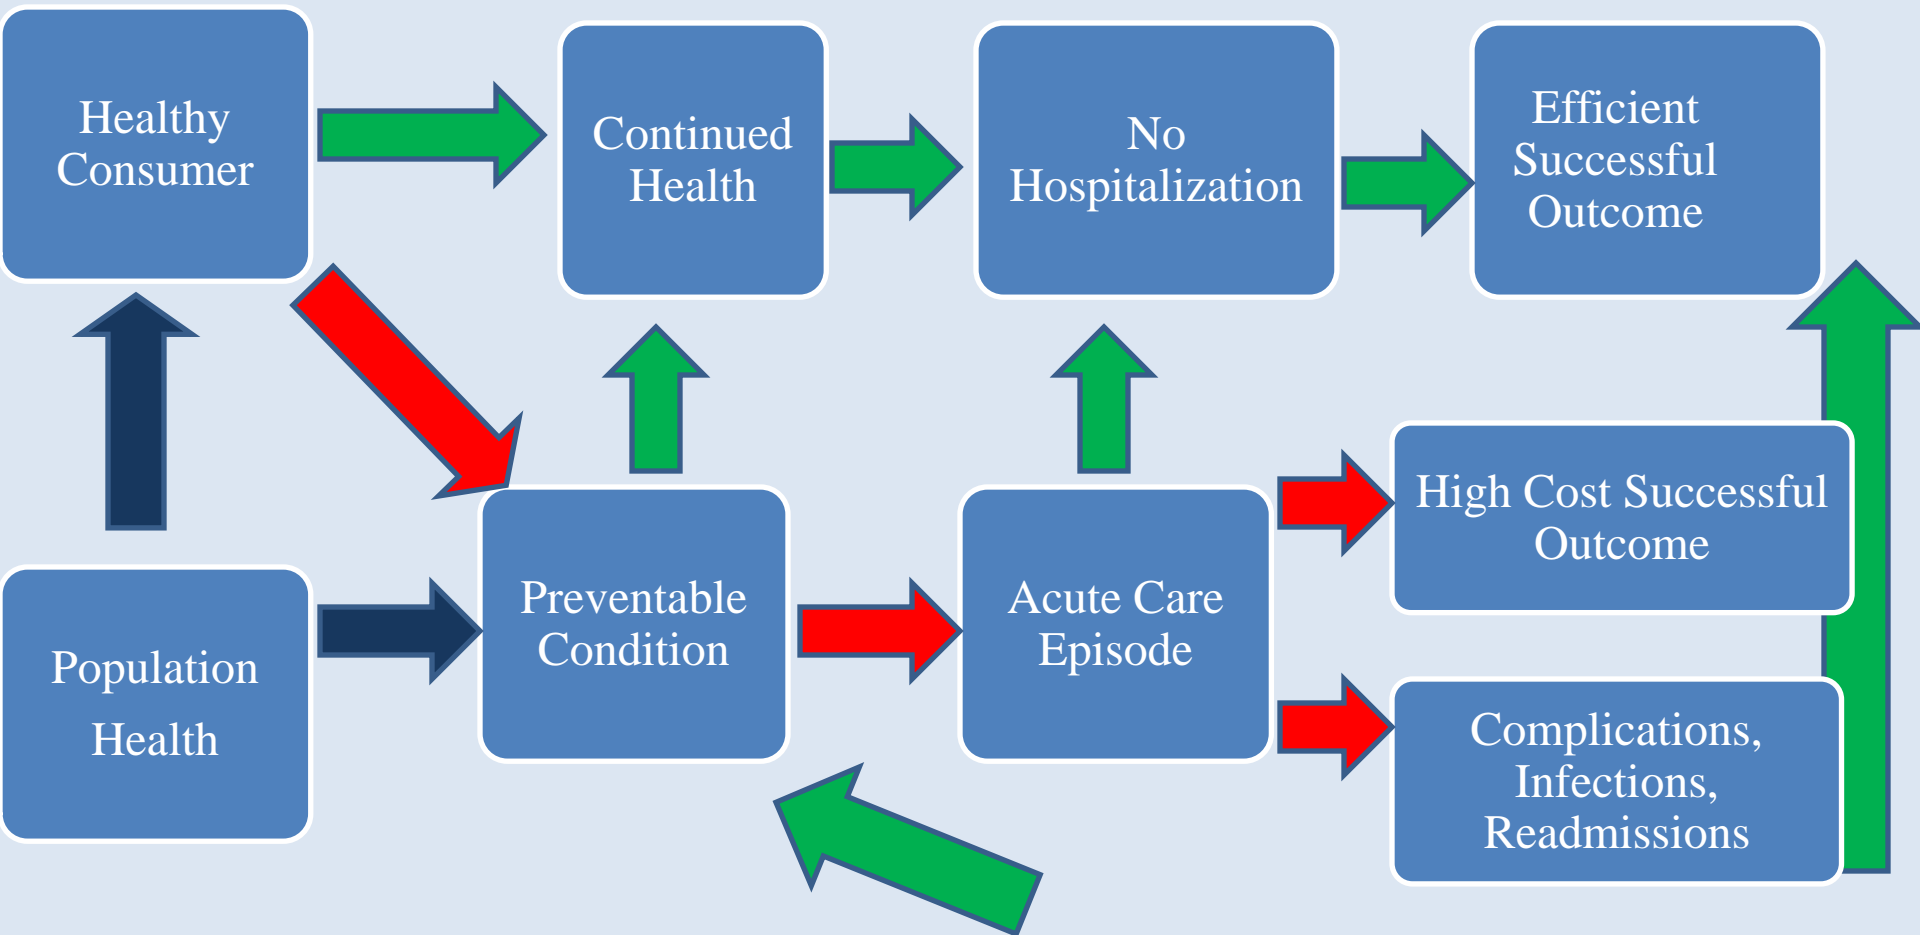 Healthy
Consumer
Continued
Health
No
Hospitalization
Efficient
Successful
Outcome
Population
Health
Preventable
Condition
Acute Care
Episode
High Cost Successful
Outcome
Complications,
Infections,
Readmissions